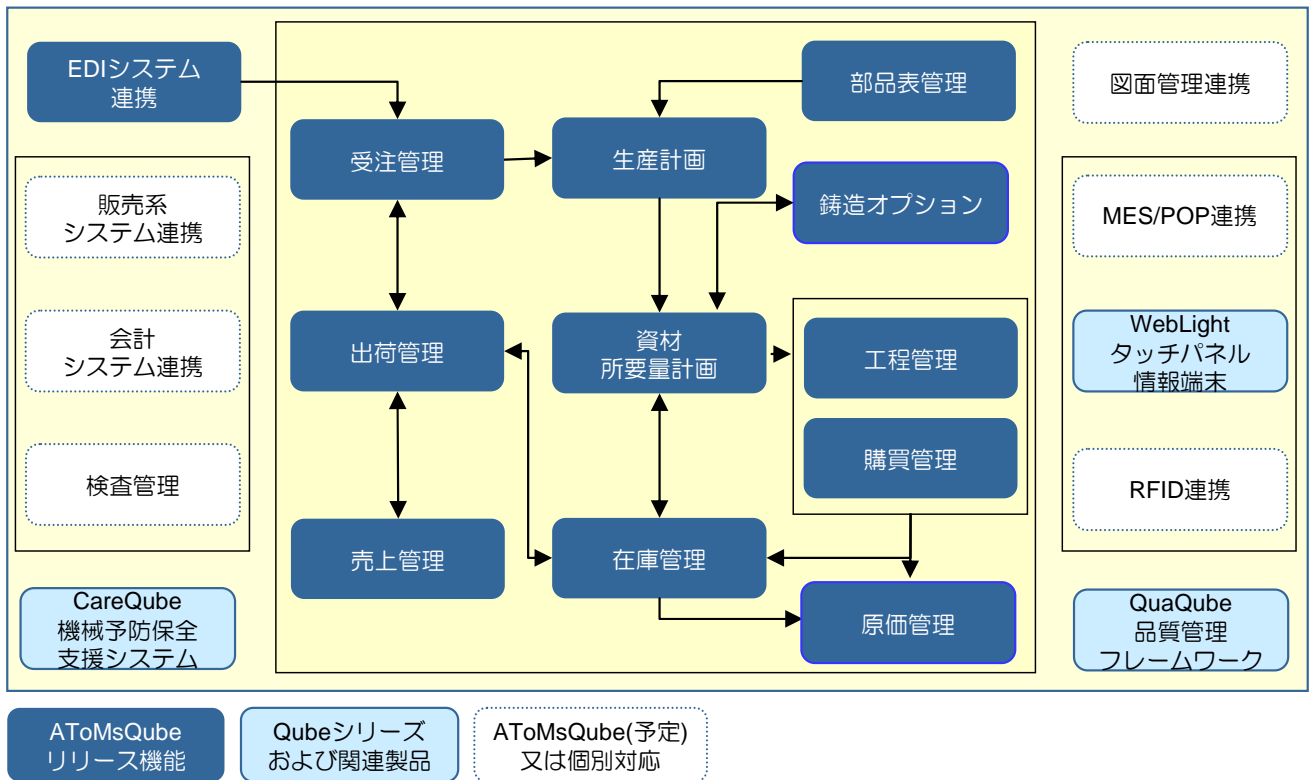 EDIシステム
連携
部品表管理
図面管理連携
受注管理
生産計画
販売系
システム連携
鋳造オプション
MES/POP連携
会計
システム連携
出荷管理
資材
所要量計画
工程管理
WebLight
タッチパネル
情報端末
検査管理
購買管理
RFID連携
売上管理
在庫管理
CareQube
機械予防保全
支援システム
原価管理
QuaQube
品質管理
フレームワーク
AToMsQube
リリース機能
Qubeシリーズ
および関連製品
AToMsQube(予定)
又は個別対応